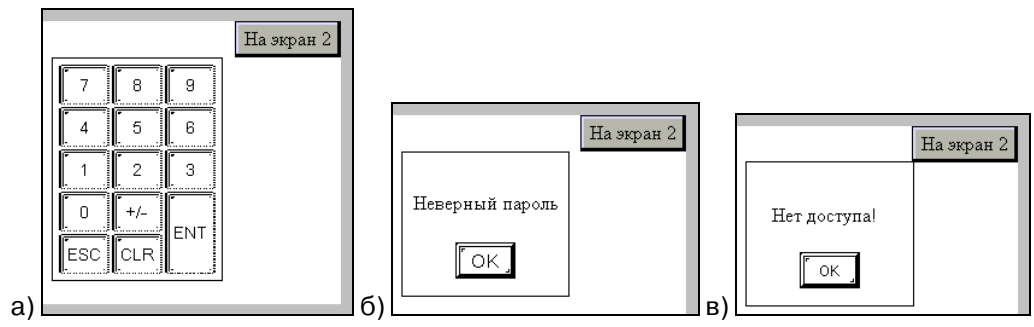 На экран 2
7 8 9
4 5 6
1 2 3
0 +/- ENT
ESC CLR
а)
На экран 2
Неверный пароль
OK
б)
На экран 2
Нет доступа!
OK
в)